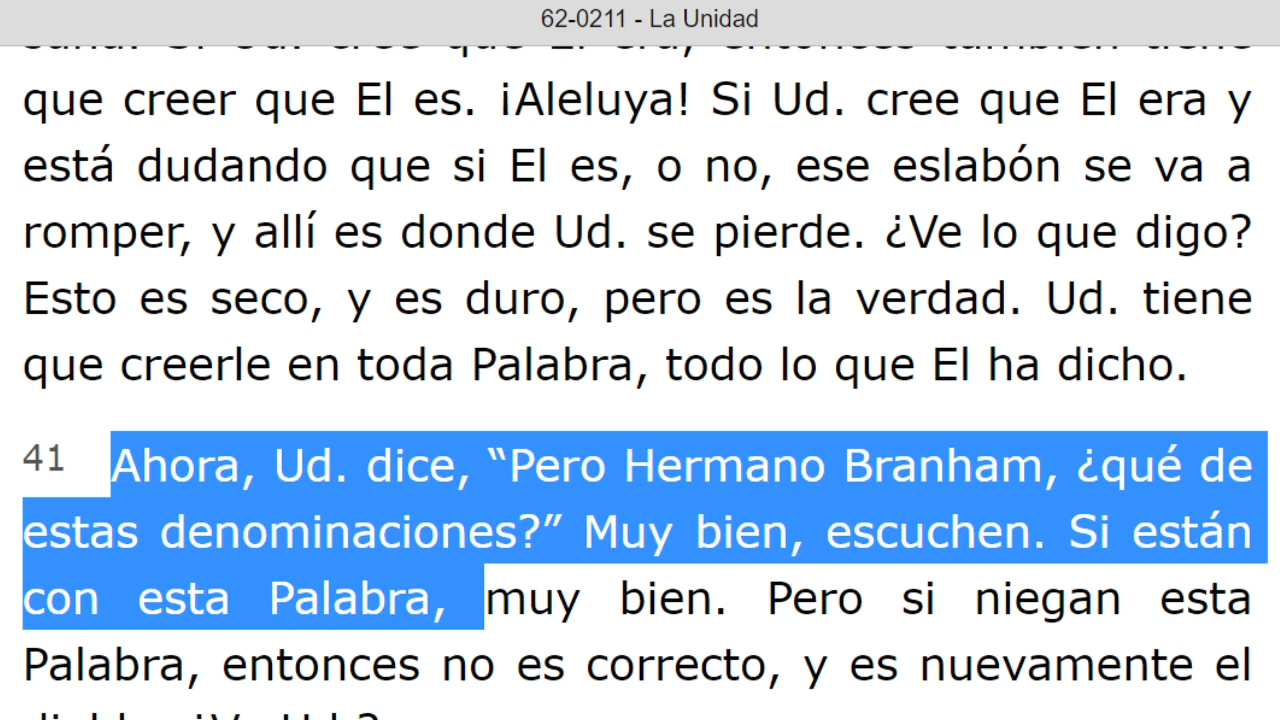 62-0211 - La Unidad
que creer que El es. ¡Aleluya! Si Ud. cree que El era y
está dudando que si El es, o no, ese eslabón se va a
romper, y allí es donde Ud. se pierde. ¿Ve lo que digo?
Esto es seco, y es duro, pero es la verdad. Ud. tiene
que creerle en toda Palabra, todo lo que El ha dicho.
41 Ahora, Ud. dice, “Pero Hermano Branham, ¿qué de
estas denominaciones?” Muy bien, escuchen. Si están
con esta Palabra, muy bien. Pero si niegan esta
Palabra, entonces no es correcto, y es nuevamente el